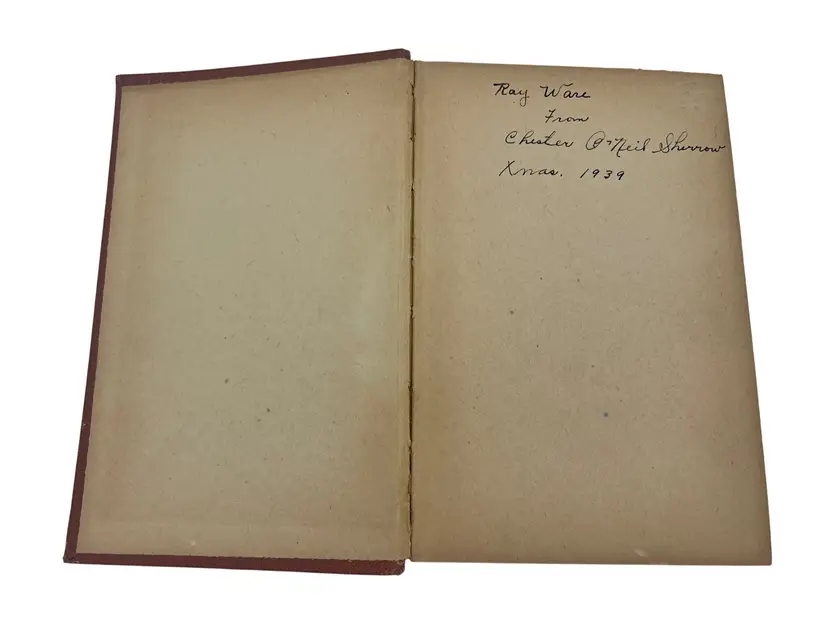 Ray Ware
From
Chester O'Neil Sherrow
Xmas. 1939